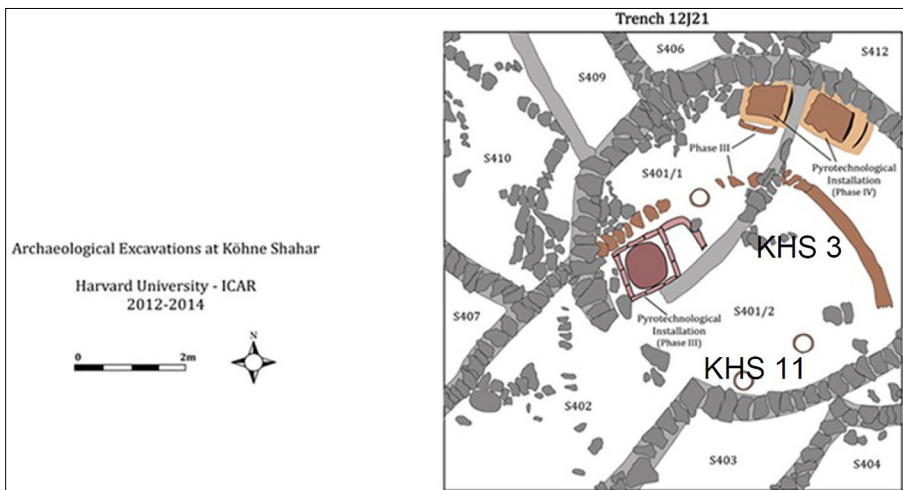 Trench 12J21
S406
S412
S409
S410
Phase III
S401/1
Pyrotechnological
Installation
(Phase IV)
Archaeological Excavations at Köhne Shahar
Harvard University - ICAR
2012-2014
KHS 3
N
0
2m
S407
Pyrotechnological
Installation
(Phase III)
S401/2
KHS 11
S402
S403
S404